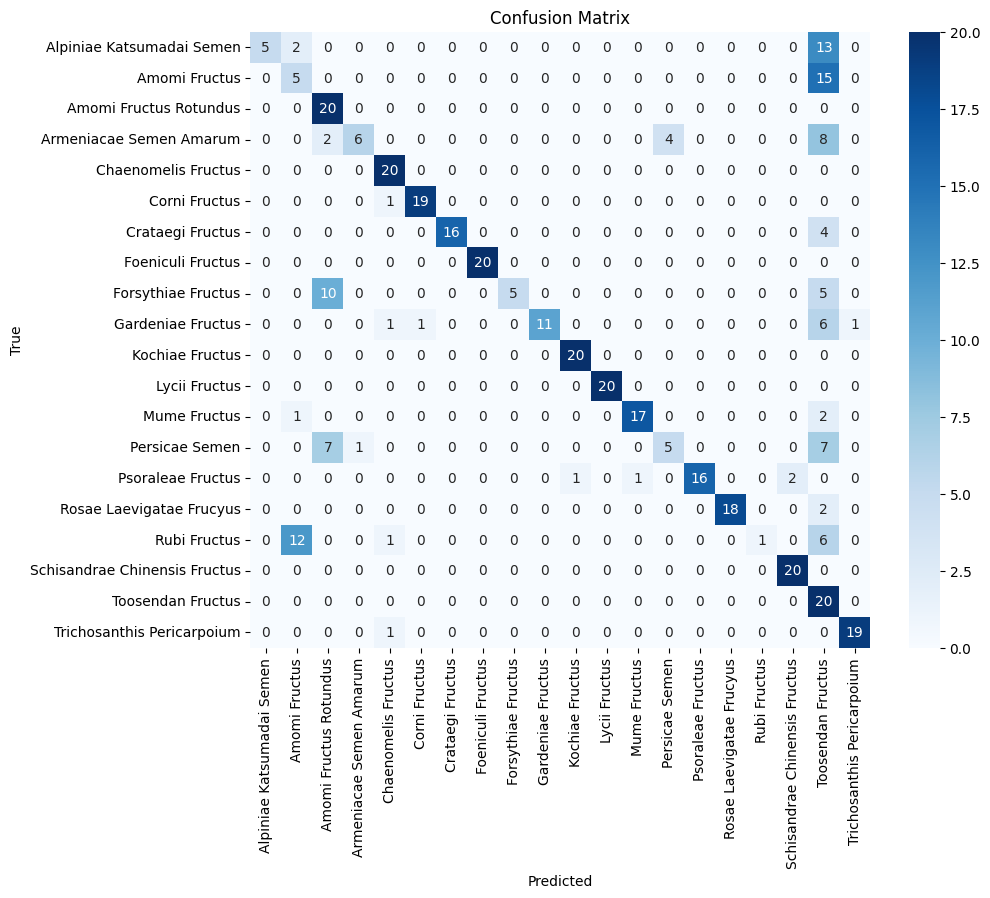 Confusion Matrix
Alpiniae Katsumadai Semen 5 2 0 0 0 0 0 0 0 0 0 0 0 0 0 0 0 0 13 0
Amomi Fructus 0 5 0 0 0 0 0 0 0 0 0 0 0 0 0 0 0 0 15 0
Amomi Fructus Rotundus 0 0 20 0 0 0 0 0 0 0 0 0 0 0 0 0 0 0 0 0
Armeniacae Semen Amarum 0 0 2 6 0 0 0 0 0 0 0 0 0 4 0 0 0 0 8 0
Chaenomelis Fructus 0 0 0 0 20 0 0 0 0 0 0 0 0 0 0 0 0 0 0 0
Corni Fructus 0 0 0 0 1 19 0 0 0 0 0 0 0 0 0 0 0 0 0 0
Crataegi Fructus 0 0 0 0 0 0 16 0 0 0 0 0 0 0 0 0 0 0 4 0
Foeniculi Fructus 0 0 0 0 0 0 0 20 0 0 0 0 0 0 0 0 0 0 0 0
Forsythiae Fructus 0 0 10 0 0 0 0 0 5 0 0 0 0 0 0 0 0 0 5 0
Gardeniae Fructus 0 0 0 0 1 1 0 0 0 11 0 0 0 0 0 0 0 0 6 1
Kochiae Fructus 0 0 0 0 0 0 0 0 0 0 20 0 0 0 0 0 0 0 0 0
Lycii Fructus 0 0 0 0 0 0 0 0 0 0 0 20 0 0 0 0 0 0 0 0
Mume Fructus 0 1 0 0 0 0 0 0 0 0 0 0 17 0 0 0 0 0 2 0
Persicae Semen 0 0 7 1 0 0 0 0 0 0 0 0 0 5 0 0 0 0 7 0
Psoraleae Fructus 0 0 0 0 0 0 0 0 0 0 1 0 1 0 16 0 0 2 0 0
Rosae Laevigatae Frucyus 0 0 0 0 0 0 0 0 0 0 0 0 0 0 0 18 0 0 2 0
Rubi Fructus 0 12 0 0 1 0 0 0 0 0 0 0 0 0 0 0 1 0 6 0
Schisandrae Chinensis Fructus 0 0 0 0 0 0 0 0 0 0 0 0 0 0 0 0 0 20 0 0
Toosendan Fructus 0 0 0 0 0 0 0 0 0 0 0 0 0 0 0 0 0 0 20 0
Trichosanthis Pericarpoium 0 0 0 0 1 0 0 0 0 0 0 0 0 0 0 0 0 0 0 19
True
Alpiniae Katsumadai Semen
Amomi Fructus
Amomi Fructus Rotundus
Armeniacae Semen Amarum
Chaenomelis Fructus
Corni Fructus
Crataegi Fructus
Foeniculi Fructus
Forsythiae Fructus
Gardeniae Fructus
Kochiae Fructus
Lycii Fructus
Mume Fructus
Persicae Semen
Psoraleae Fructus
Rosae Laevigatae Frucyus
Rubi Fructus
Schisandrae Chinensis Fructus
Toosendan Fructus
Trichosanthis Pericarpoium
Predicted
20.0
17.5
15.0
12.5
10.0
7.5
5.0
2.5
0.0